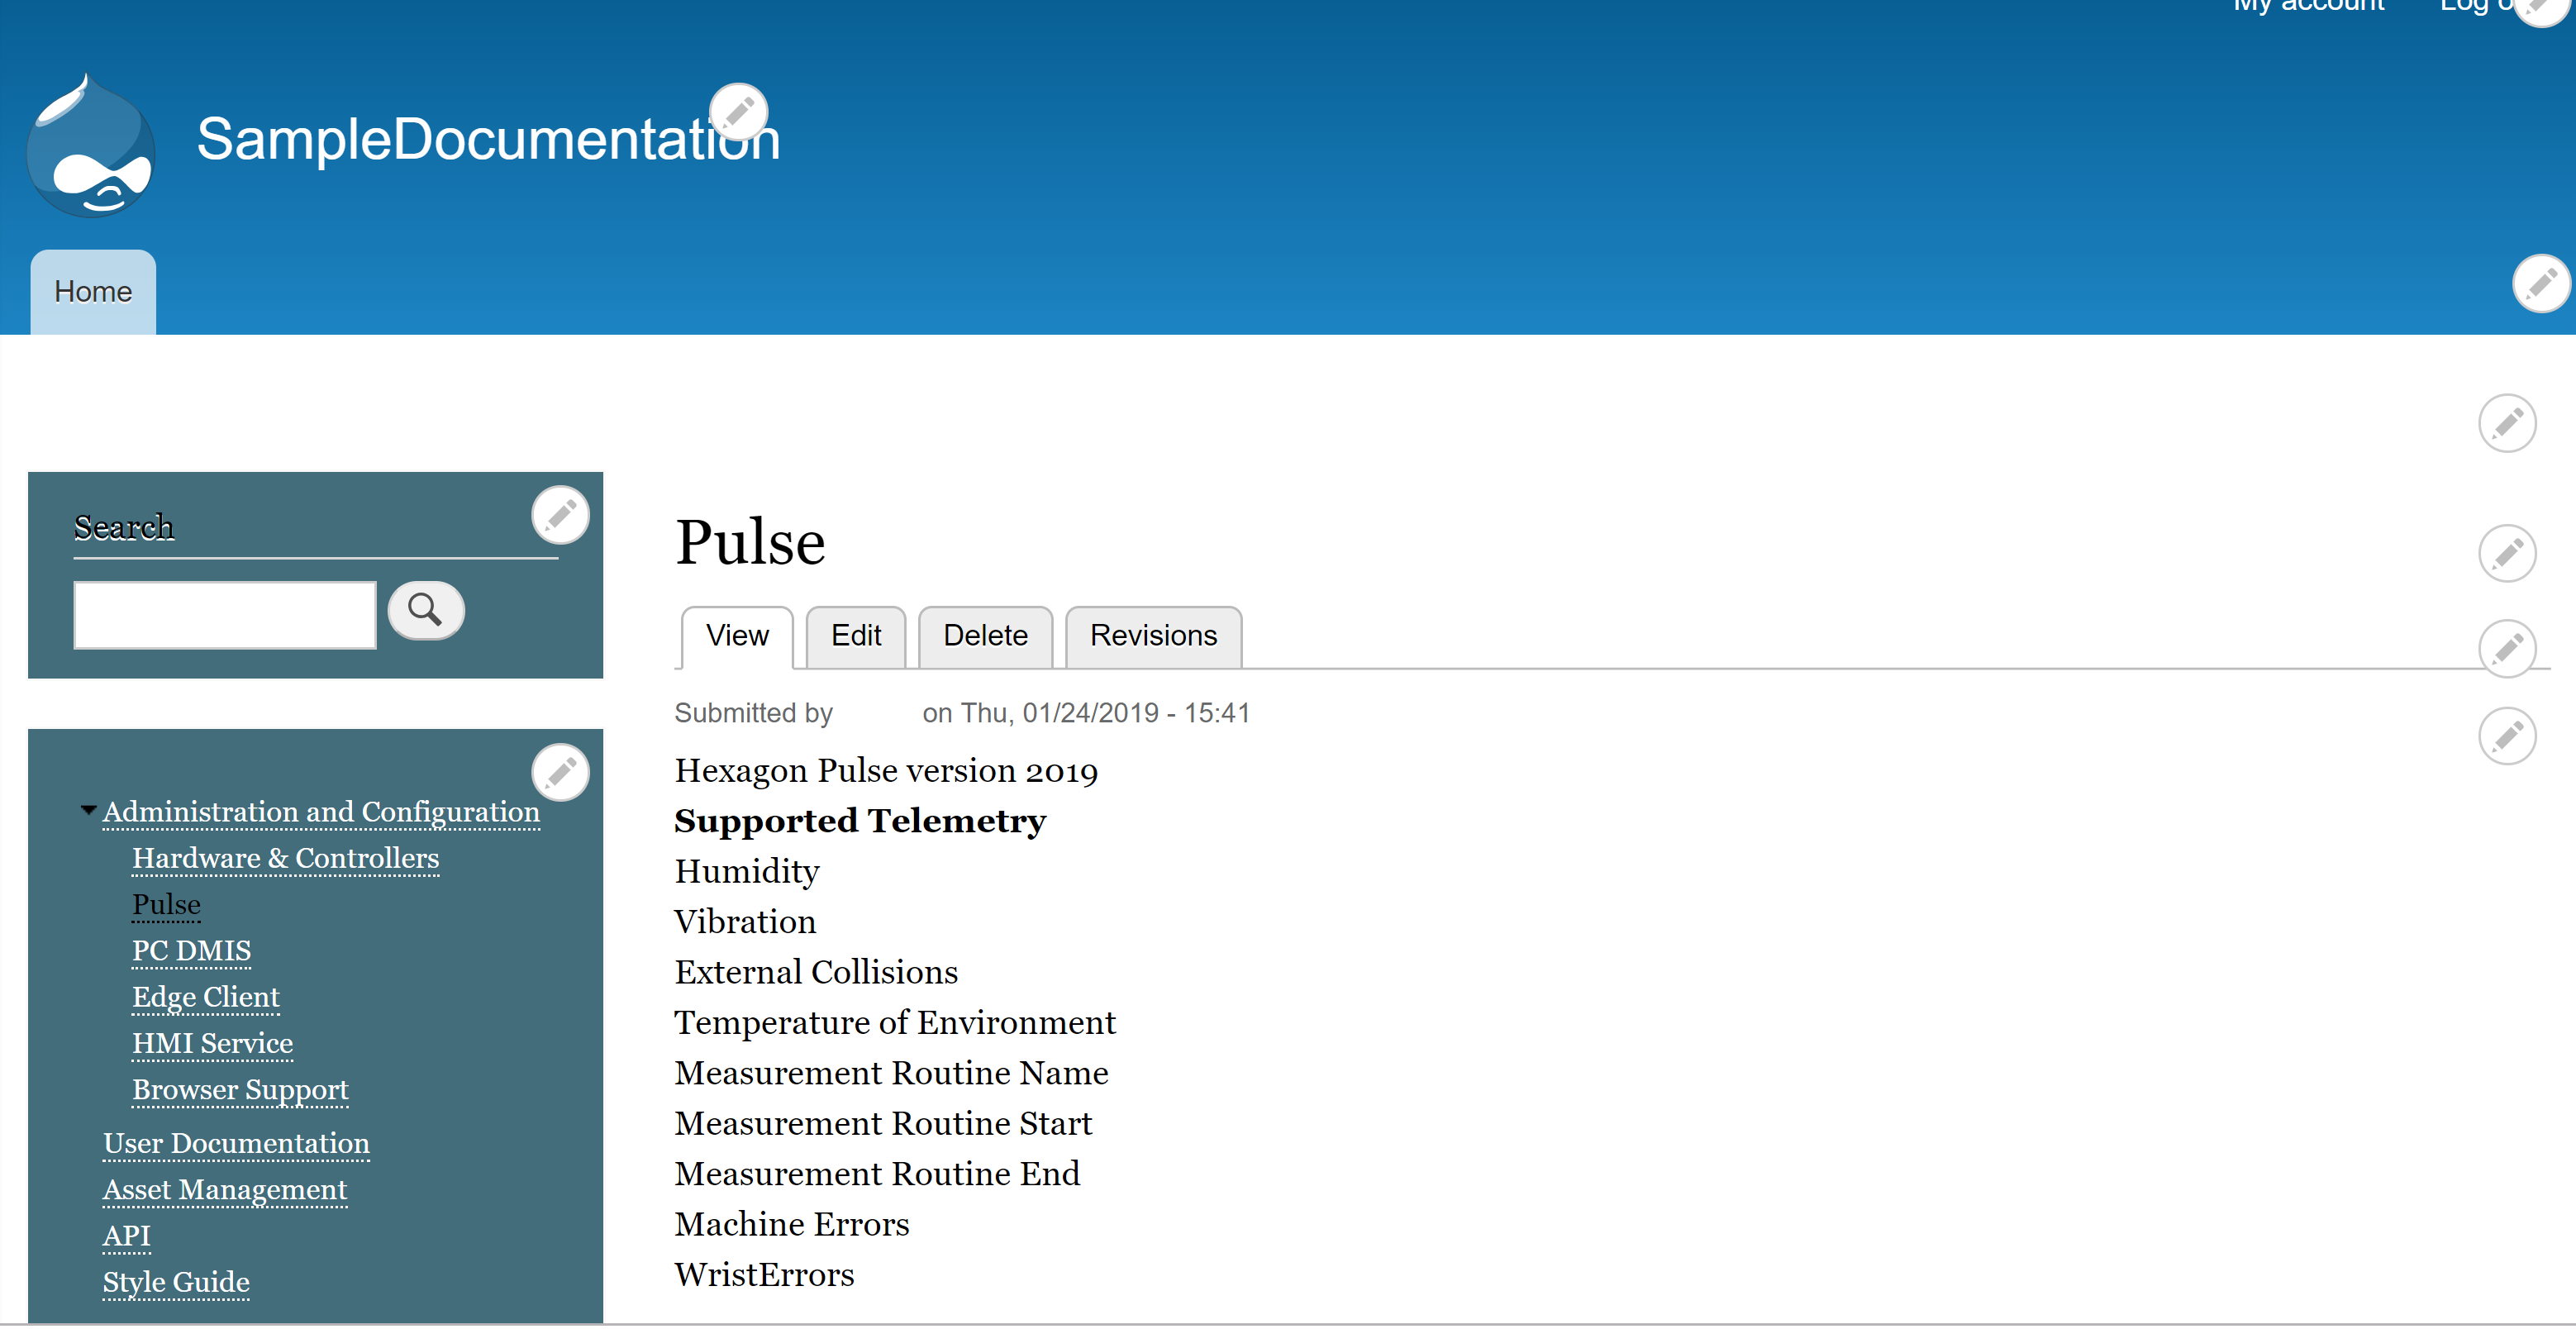 My account Log o
SampleDocumentation
Home
Search
Pulse
View Edit Delete Revisions
Submitted by on Thu, 01/24/2019 - 15:41
Hexagon Pulse version 2019
Supported Telemetry
Humidity
Vibration
External Collisions
Temperature of Environment
Measurement Routine Name
Measurement Routine Start
Measurement Routine End
Machine Errors
WristErrors
Administration and Configuration
Hardware & Controllers
Pulse
PC DMIS
Edge Client
HMI Service
Browser Support
User Documentation
Asset Management
API
Style Guide